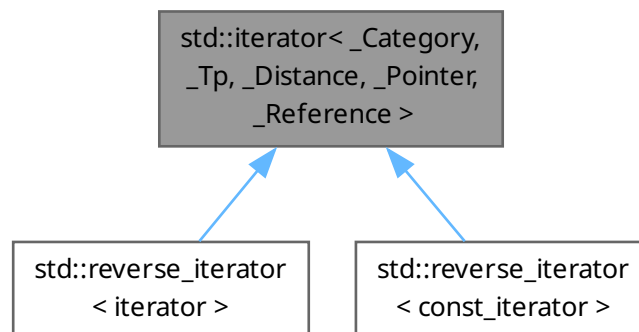 std::iterator< _Category,
_Tp, _Distance, _Pointer,
_Reference >
std::reverse_iterator
< iterator >
std::reverse_iterator
< const_iterator >